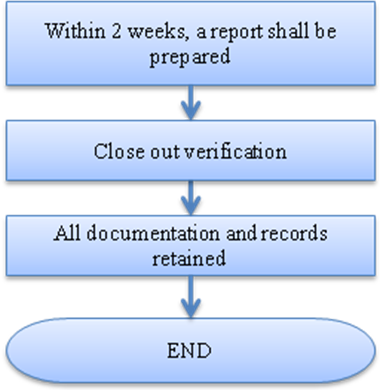 Within 2 weeks, a report shall be
prepared
Close out verification
All documentation and records
retained
END